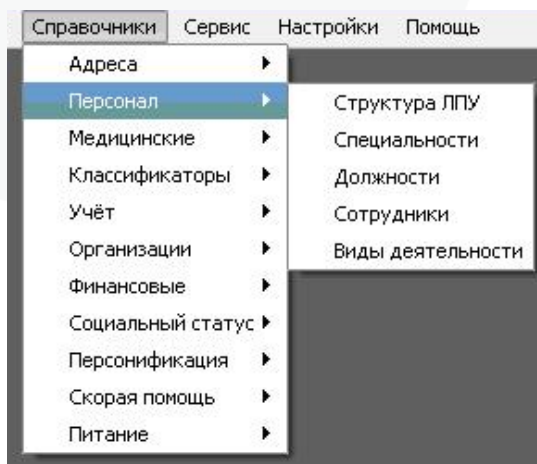 Справочники Сервис Настройки Помощь
Адреса
Персонал
Медицинские
Классификаторы
Учёт
Организации
Финансовые
Социальный статус
Персонификация
Скорая помощь
Питание
Структура ЛПУ
Специальности
Должности
Сотрудники
Виды деятельности